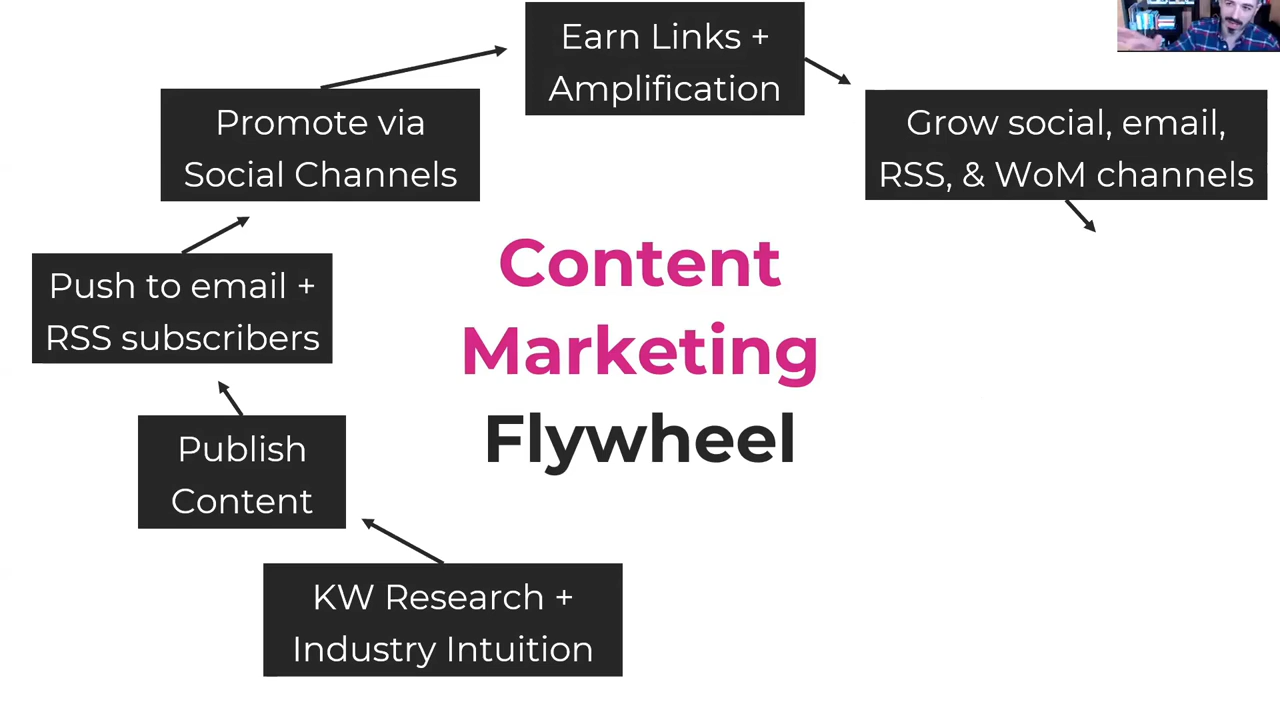 Earn Links +
Amplification
Promote via
Social Channels
Grow social, email,
RSS, & WoM channels
Push to email +
RSS subscribers
Content
Marketing
Flywheel
Publish
Content
KW Research +
Industry Intuition